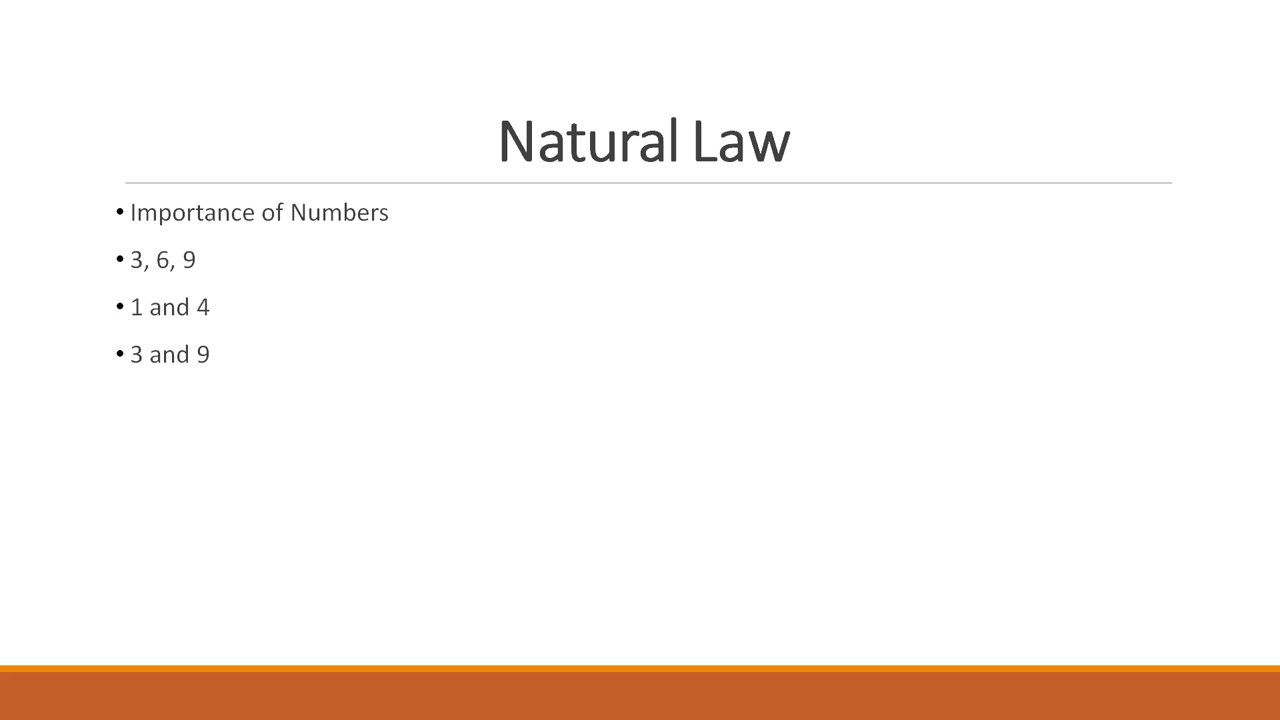 Natural Law
• Importance of Numbers
• 3, 6, 9
• 1 and 4
• 3 and 9